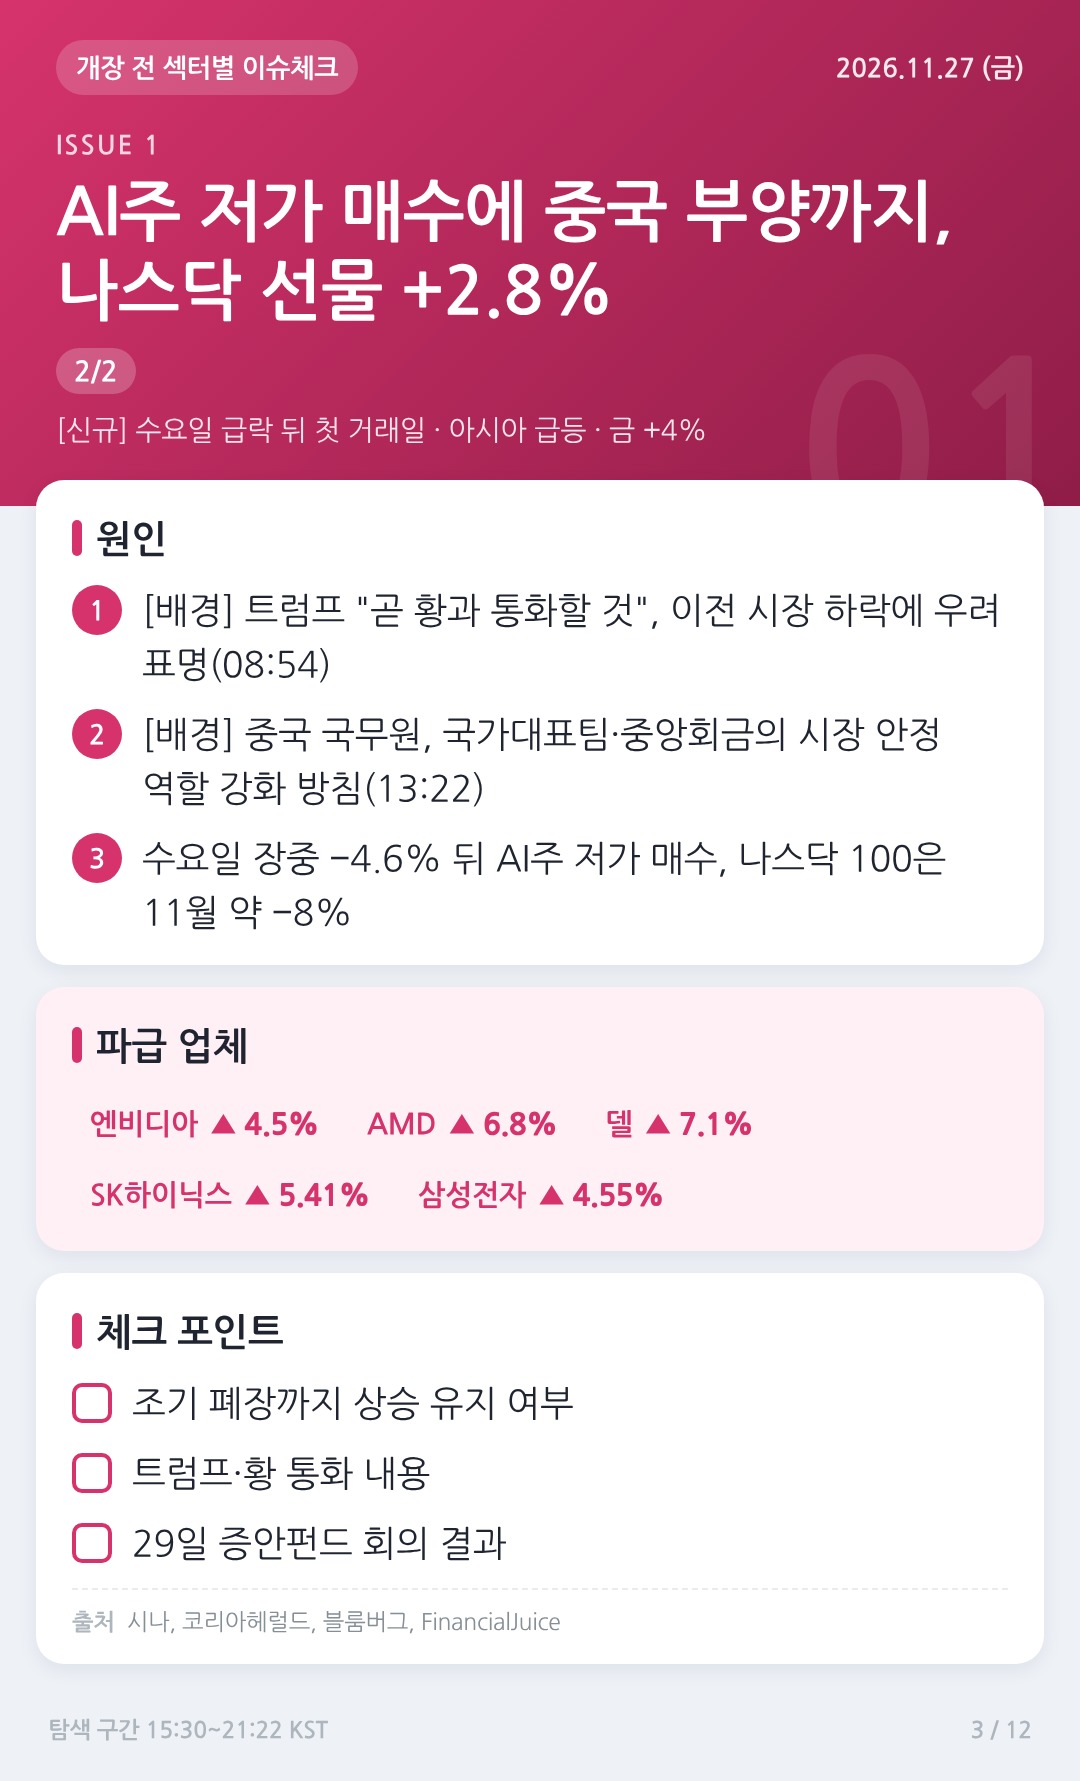 개장 전 섹터별 이슈체크
2026.11.27 (금)
ISSUE 1
AI주 저가 매수에 중국 부양까지,
나스닥 선물 +2.8%
2/2
[신규] 수요일 급락 뒤 첫 거래일 · 아시아 급등 · 금 +4%
01
원인
1 [배경] 트럼프 "곧 황과 통화할 것", 이전 시장 하락에 우려
표명(08:54)
2 [배경] 중국 국무원, 국가대표팀·중앙회금의 시장 안정
역할 강화 방침(13:22)
3 수요일 장중 −4.6% 뒤 AI주 저가 매수, 나스닥 100은
11월 약 −8%
파급 업체
엔비디아 ▲ 4.5% AMD ▲ 6.8% 델 ▲ 7.1%
SK하이닉스 ▲ 5.41% 삼성전자 ▲ 4.55%
체크 포인트
조기 폐장까지 상승 유지 여부
트럼프·황 통화 내용
29일 증안펀드 회의 결과
출처 시나, 코리아헤럴드, 블룸버그, FinancialJuice
탐색 구간 15:30~21:22 KST
3 / 12